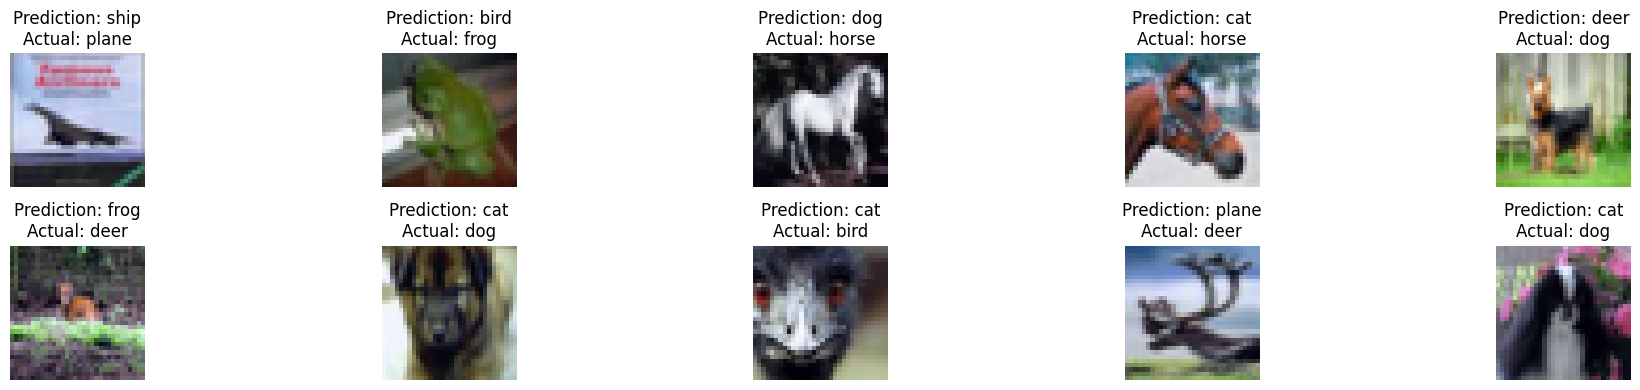 Prediction: ship
Actual: plane
Prediction: bird
Actual: frog
Prediction: dog
Actual: horse
Prediction: cat
Actual: horse
Prediction: deer
Actual: dog
Prediction: frog
Actual: deer
Prediction: cat
Actual: dog
Prediction: cat
Actual: bird
Prediction: plane
Actual: deer
Prediction: cat
Actual: dog